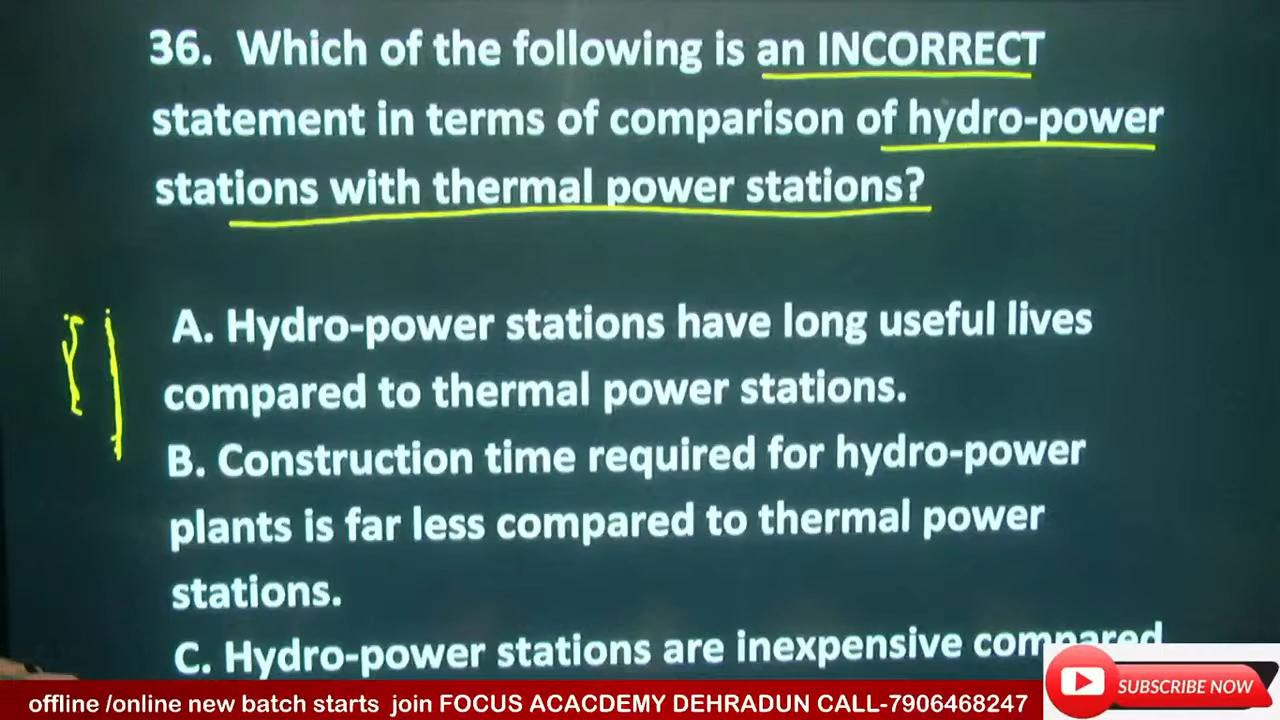 36. Which of the following is an INCORRECT
statement in terms of comparison of hydro-power
stations with thermal power stations?
A. Hydro-power stations have long useful lives
compared to thermal power stations.
B. Construction time required for hydro-power
plants is far less compared to thermal power
stations.
C. Hydro-power stations are inexpensive compared
SUBSCRIBE NOW
offline /online new batch starts join FOCUS ACACDEMY DEHRADUN CALL-7906468247